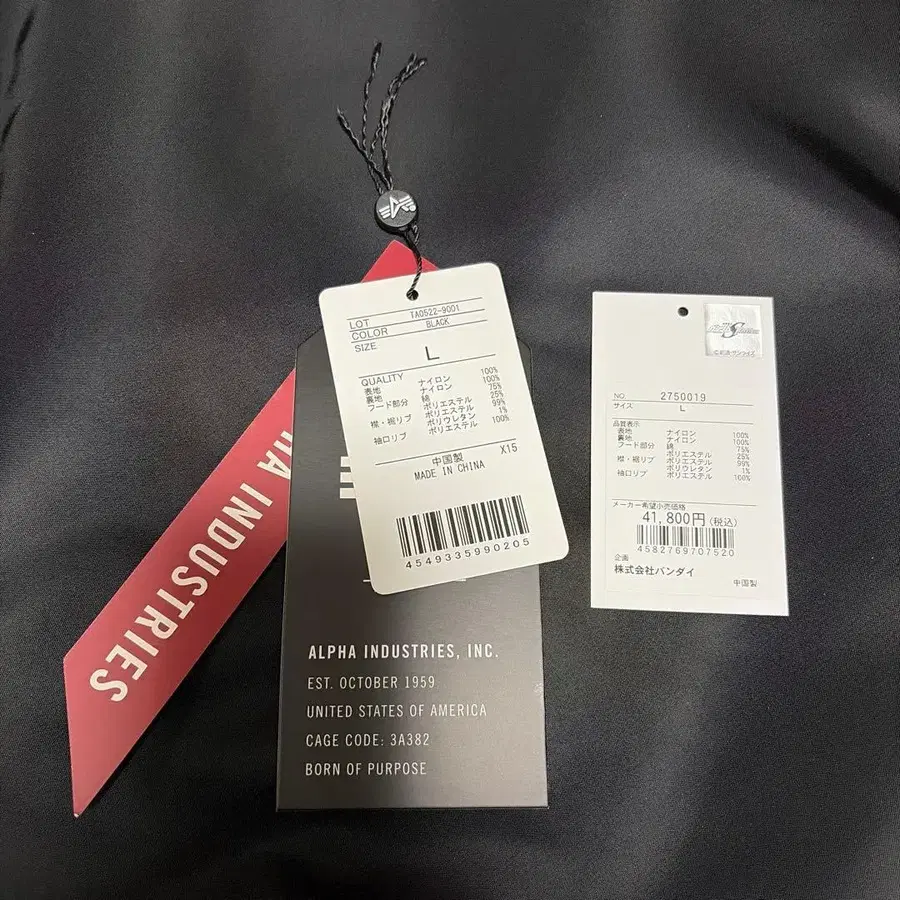 LOT TA0522-9001
COLOR BLACK
SIZE
L
QUALITY
表地 ナイロン 100%
裏地 ナイロン 100%
フード部分 綿 75%
ポリエステル 25%
襟・裾リブ ポリエステル 99%
ポリウレタン 1%
袖口リブ ポリエステル 100%
中国製 X15
MADE IN CHINA
4549335990205
HA INDUSTRIES
ALPHA INDUSTRIES, INC.
EST. OCTOBER 1959
UNITED STATES OF AMERICA
CAGE CODE: 3A382
BORN OF PURPOSE
NO. 2750019
サイズ L
品質表示
表地 ナイロン 100%
裏地 ナイロン 100%
フード部分 綿 75%
ポリエステル 25%
襟・裾リブ ポリエステル 99%
ポリウレタン 1%
袖口リブ ポリエステル 100%
メーカー希望小売価格
41,800円(税込)
4582769707520
企画
株式会社バンダイ
中国製